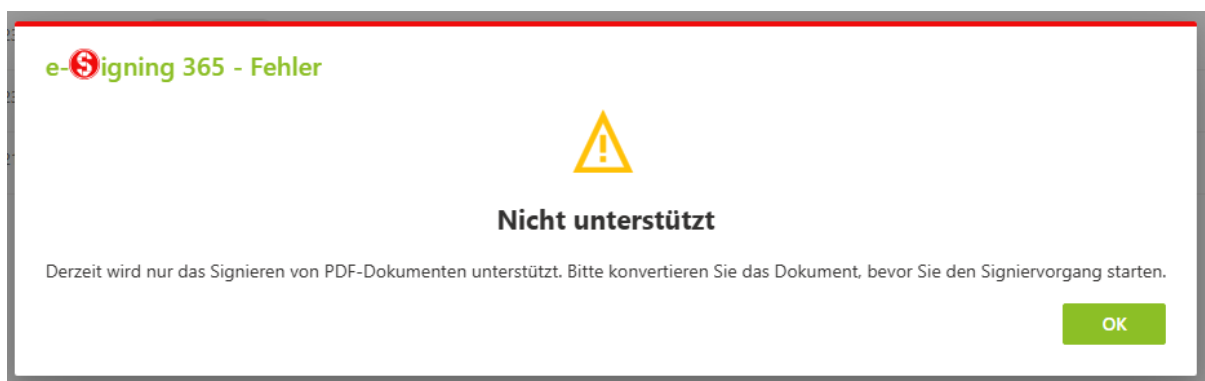 e-Signing 365 - Fehler
Nicht unterstützt
Derzeit wird nur das Signieren von PDF-Dokumenten unterstützt. Bitte konvertieren Sie das Dokument, bevor Sie den Signiervorgang starten.
OK